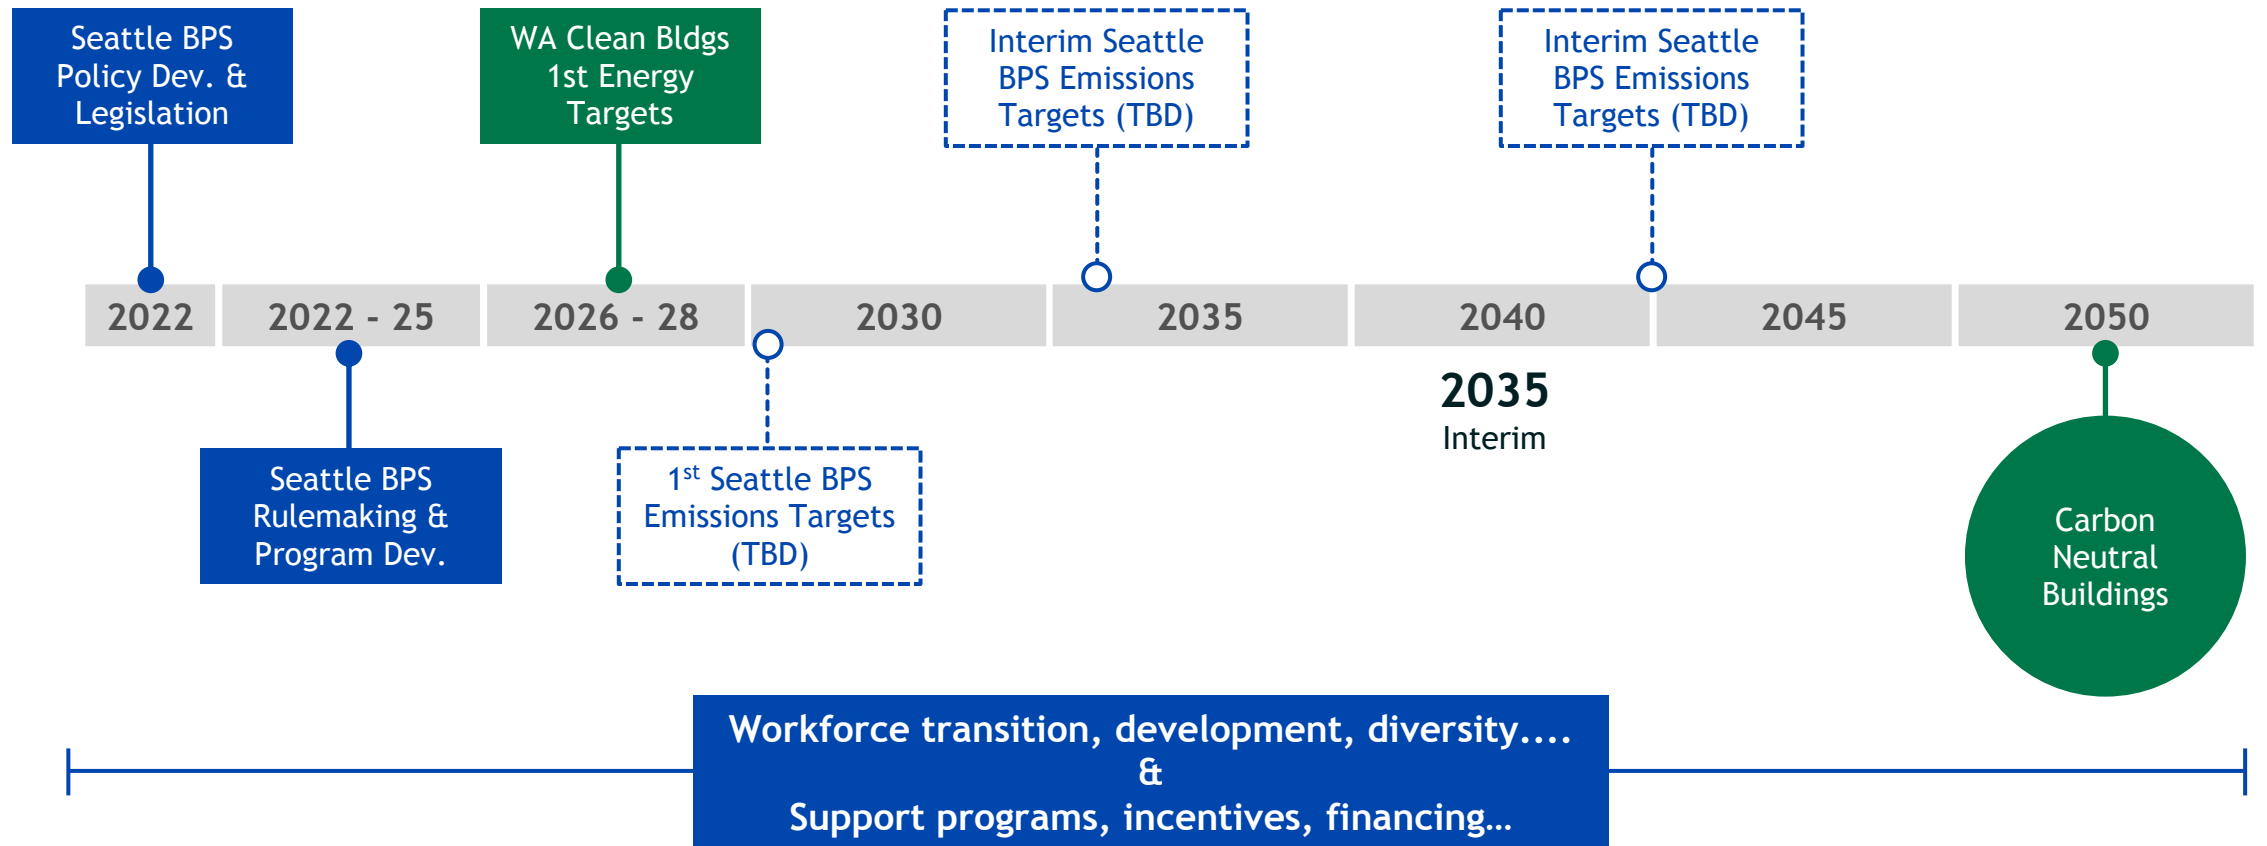 Seattle BPS
Policy Dev. &
Legislation
WA Clean Bldgs
1st Energy
Targets
Interim Seattle
BPS Emissions
Targets (TBD)
Interim Seattle
BPS Emissions
Targets (TBD)
2022
2022 - 25
2026 - 28
2030
2035
2040
2045
2050
2035
Interim
Seattle BPS
Rulemaking &
Program Dev.
1st Seattle BPS
Emissions Targets
(TBD)
Carbon
Neutral
Buildings
Workforce transition, development, diversity....
&
Support programs, incentives, financing…